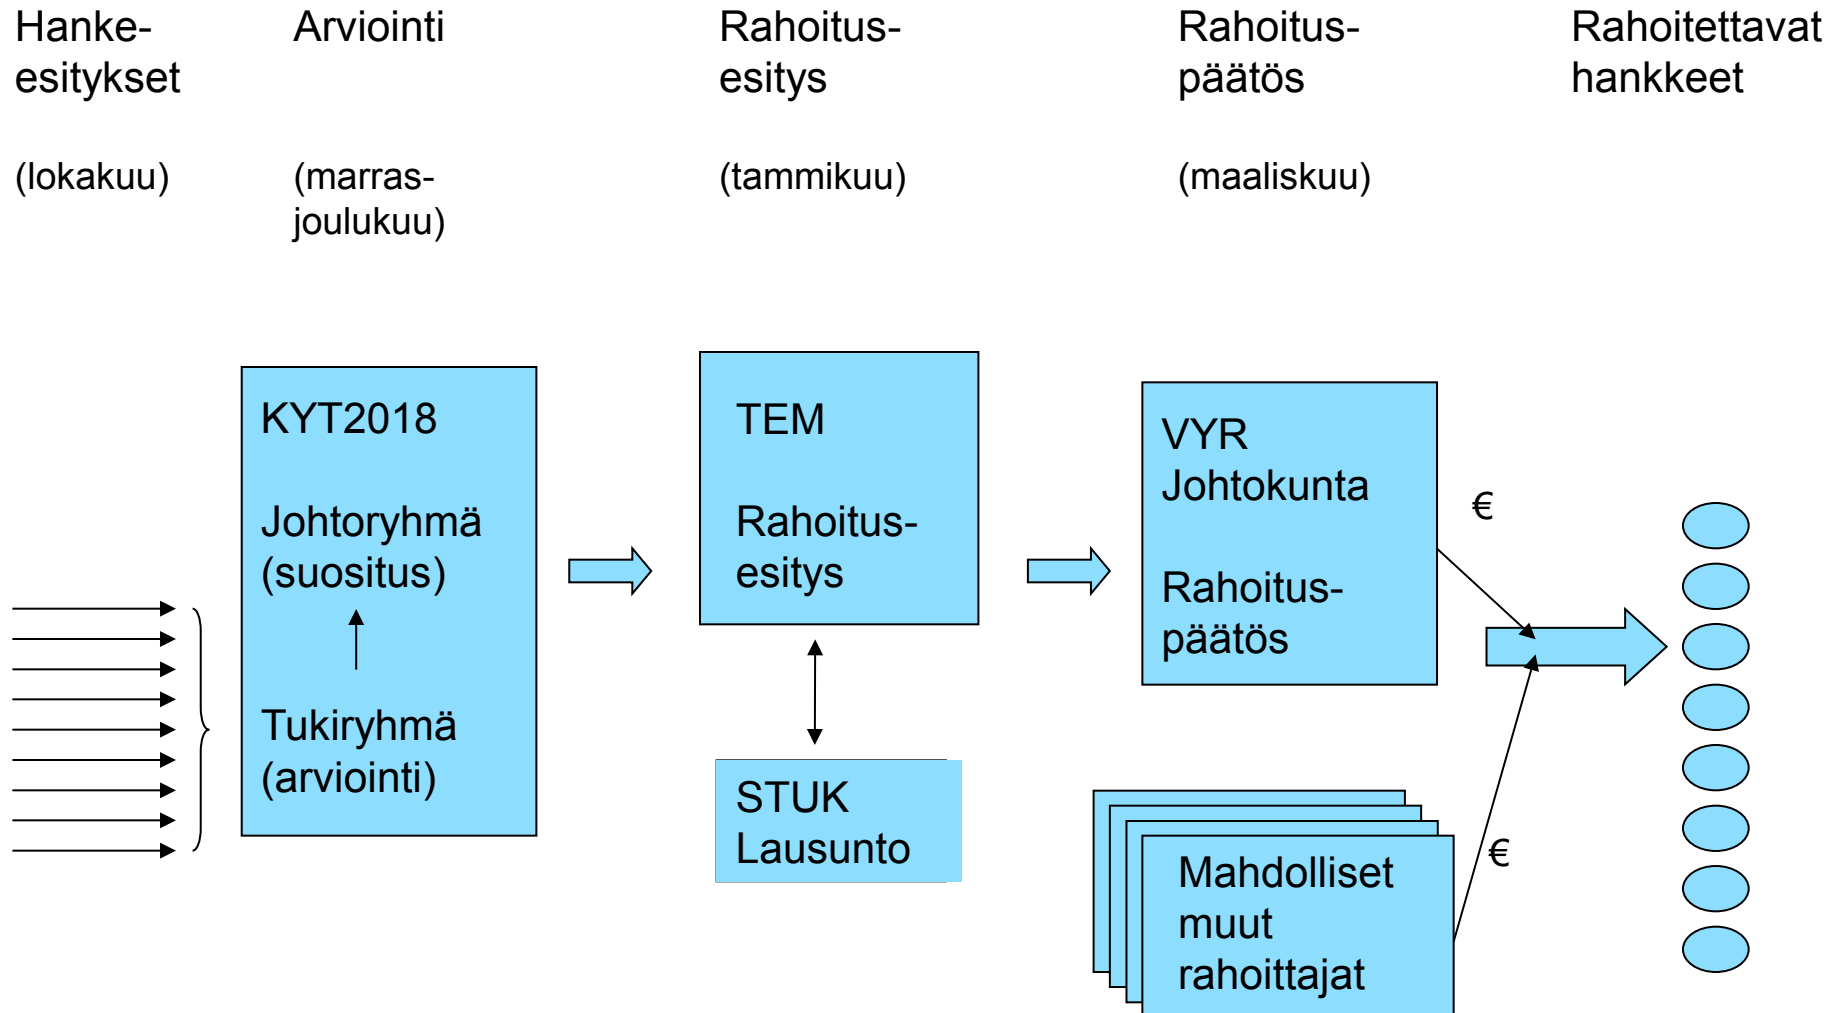 Hanke-
esitykset
(lokakuu)
Arviointi
(marras-
joulukuu)
Rahoitus-
esitys
(tammikuu)
Rahoitus-
päätös
(maaliskuu)
Rahoitettavat
hankkeet
KYT2018
Johtoryhmä
(suositus)
Tukiryhmä
(arviointi)
TEM
Rahoitus-
esitys
STUK
Lausunto
VYR
Johtokunta
Rahoitus-
päätös
€
Mahdolliset
muut
rahoittajat
€